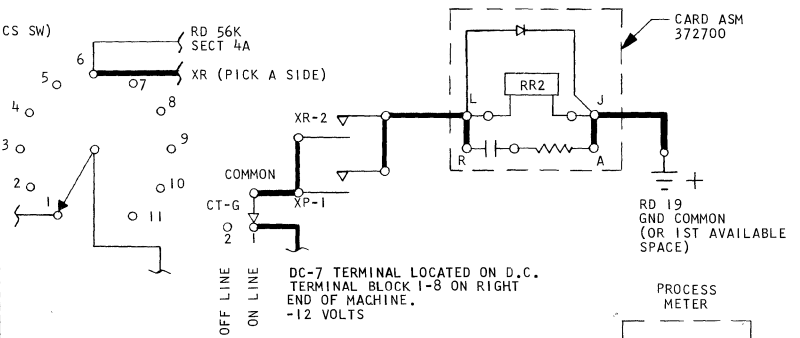 CS SW)
RD 56K
SECT 4A
XR (PICK A SIDE)
6
5
7
4
8
3
9
2
10
1
11
CARD ASM
372700
RR2
L
J
R
A
XR-2
COMMON
XP-1
CT-G
2
1
+
RD 19
GND COMMON
(OR 1ST AVAILABLE
SPACE)
OFF LINE
ON LINE
DC-7 TERMINAL LOCATED ON D.C.
TERMINAL BLOCK 1-8 ON RIGHT
END OF MACHINE.
-12 VOLTS
PROCESS
METER